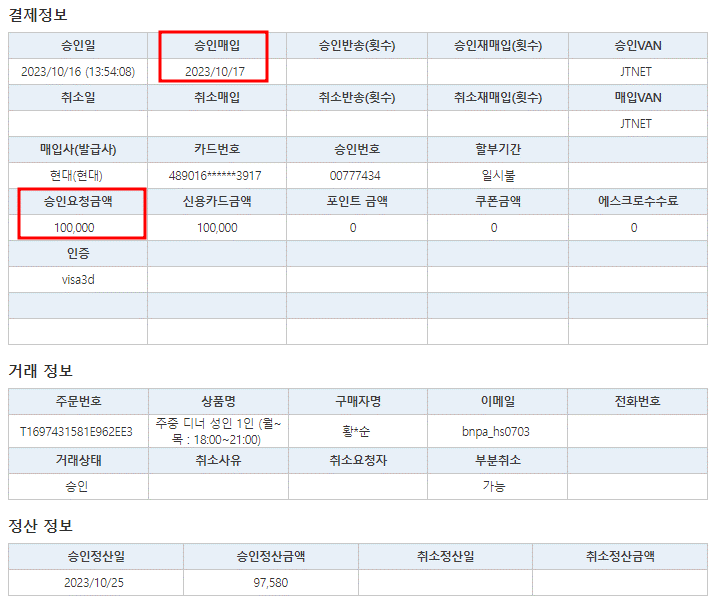 결제정보
승인일 승인매입 승인반송(횟수) 승인재매입(횟수) 승인VAN
2023/10/16 (13:54:08) 2023/10/17 JTNET
취소일 취소매입 취소반송(횟수) 취소재매입(횟수) 매입VAN
JTNET
매입사(발급사) 카드번호 승인번호 할부기간
현대(현대) 489016******3917 00777434 일시불
승인요청금액 신용카드금액 포인트 금액 쿠폰금액 에스크로수수료
100,000 100,000 0 0 0
인증
visa3d
거래 정보
주문번호 상품명 구매자명 이메일 전화번호
T1697431581E962EE3 주중 디너 성인 1인 (월~
목 : 18:00~21:00) 황*순 bnpa_hs0703
거래상태 취소사유 취소요청자 부분취소
승인 가능
정산 정보
승인정산일 승인정산금액 취소정산일 취소정산금액
2023/10/25 97,580